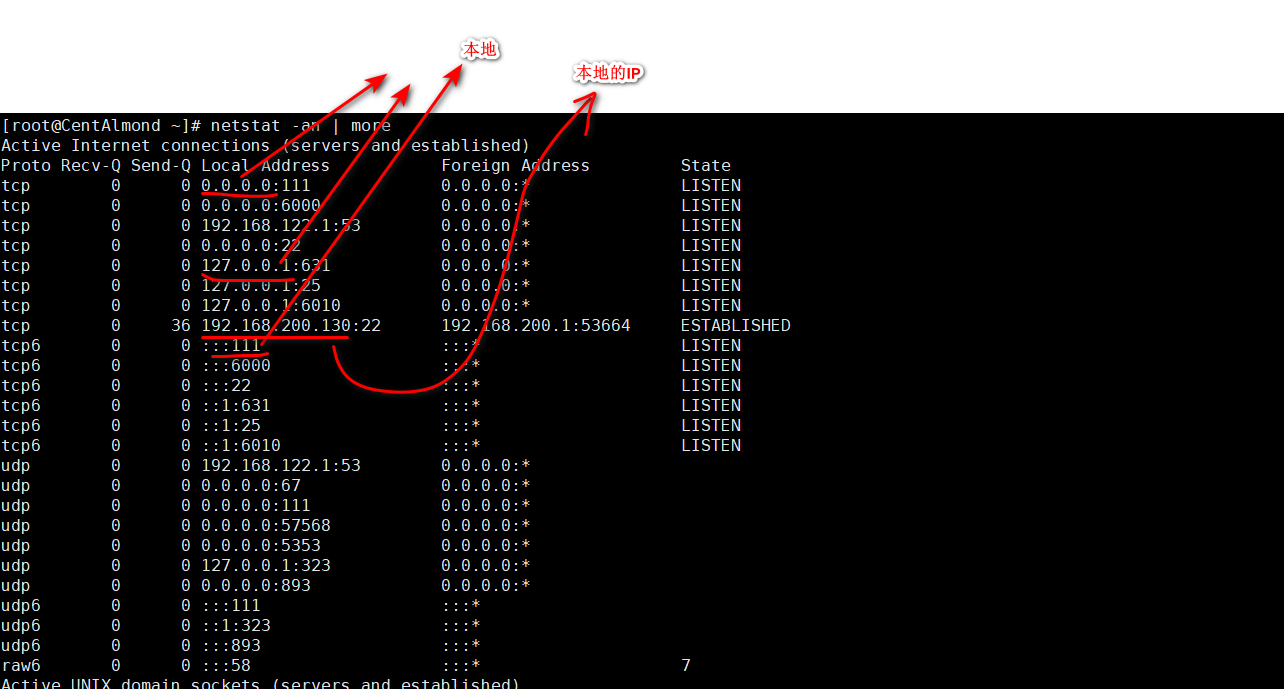 本地
本地的IP
[root@CentAlmond ~]# netstat -an | more
Active Internet connections (servers and established)
Proto Recv-Q Send-Q Local Address           Foreign Address         State
tcp        0      0 0.0.0.0:111             0.0.0.0:*               LISTEN
tcp        0      0 0.0.0.0:6000            0.0.0.0:*               LISTEN
tcp        0      0 192.168.122.1:53        0.0.0.0:*               LISTEN
tcp        0      0 0.0.0.0:22              0.0.0.0:*               LISTEN
tcp        0      0 127.0.0.1:631           0.0.0.0:*               LISTEN
tcp        0      0 127.0.0.1:25            0.0.0.0:*               LISTEN
tcp        0      0 127.0.0.1:6010          0.0.0.0:*               LISTEN
tcp        0     36 192.168.200.130:22      192.168.200.1:53664     ESTABLISHED
tcp6       0      0 :::111                  :::*                    LISTEN
tcp6       0      0 :::6000                 :::*                    LISTEN
tcp6       0      0 :::22                   :::*                    LISTEN
tcp6       0      0 ::1:631                 :::*                    LISTEN
tcp6       0      0 ::1:25                  :::*                    LISTEN
tcp6       0      0 ::1:6010                :::*                    LISTEN
udp        0      0 192.168.122.1:53        0.0.0.0:*
udp        0      0 0.0.0.0:67              0.0.0.0:*
udp        0      0 0.0.0.0:111             0.0.0.0:*
udp        0      0 0.0.0.0:57568           0.0.0.0:*
udp        0      0 0.0.0.0:5353            0.0.0.0:*
udp        0      0 127.0.0.1:323           0.0.0.0:*
udp        0      0 0.0.0.0:893             0.0.0.0:*
udp6       0      0 :::111                  :::*
udp6       0      0 ::1:323                 :::*
udp6       0      0 :::893                  :::*
raw6       0      0 :::58                   :::*                    7
Active UNIX domain sockets (servers and established)